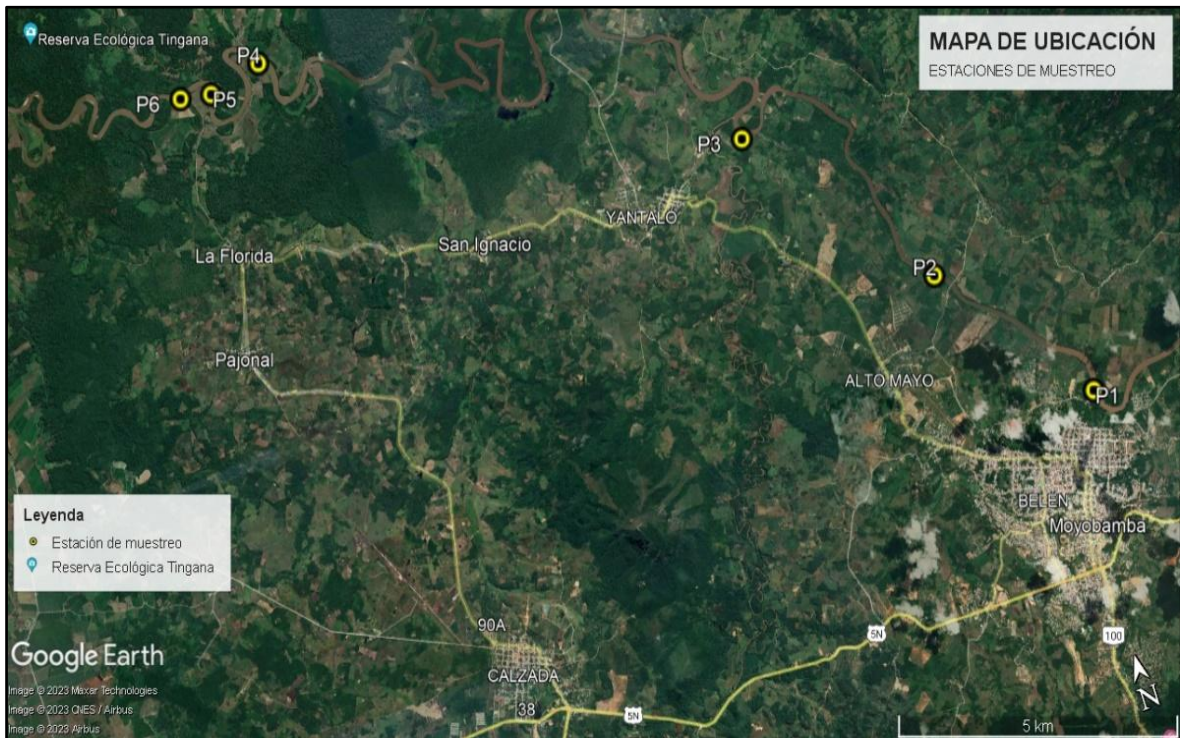 Reserva Ecológica Tingana
P4
MAPA DE UBICACIÓN
ESTACIONES DE MUESTREO
P6
P5
P3
YANTALO
San Ignacio
La Florida
P2
Pajonal
ALTO MAYO
P1
BELEN
Moyobamba
Leyenda
Estación de muestreo
Reserva Ecológica Tingana
90A
5N
100
CALZADA
38
5N
Google Earth
Image © 2023 Maxar Technologies
Image © 2023 CNES / Airbus
Image © 2023 Airbus
N
5 km